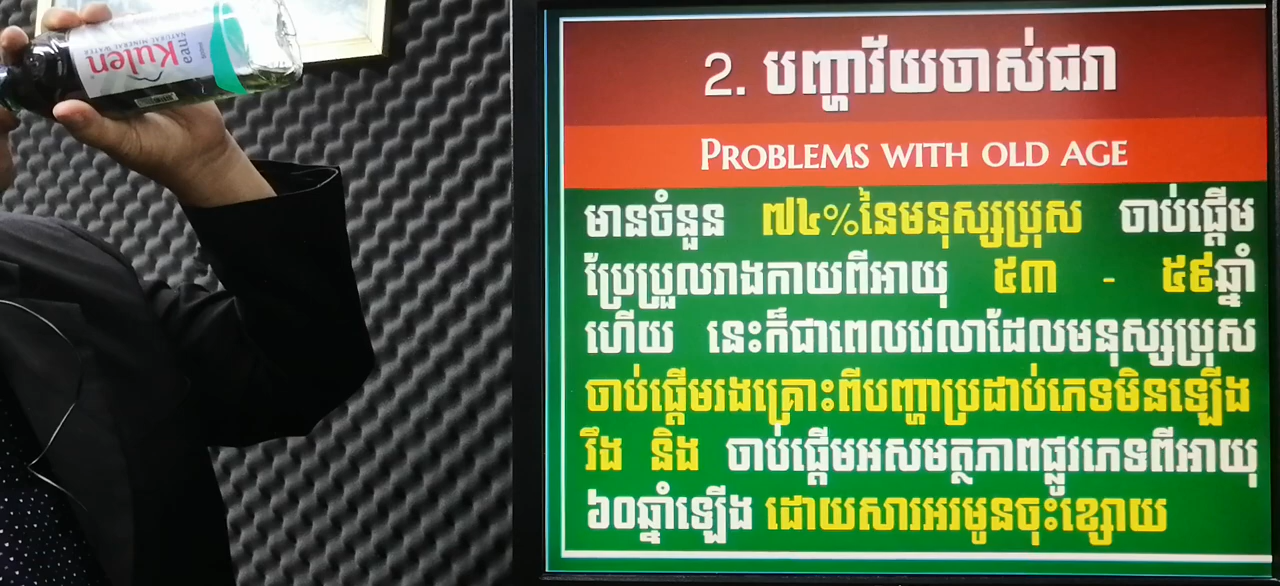 eau
Kulen
NATURAL MINERAL WATER
2. បញ្ហាវ័យចាស់ជរា
PROBLEMS WITH OLD AGE
មានចំនួន ៧៤%នៃមនុស្សប្រុស ចាប់ផ្ដើម
ប្រែប្រួលរាងកាយពីអាយុ ៥៣ - ៥៩ឆ្នាំ
ហើយ នេះក៏ជាពេលវេលាដែលមនុស្សប្រុស
ចាប់ផ្ដើមរងគ្រោះពីបញ្ហាប្រដាប់ភេទមិនឡើង
រឹង និង ចាប់ផ្ដើមអសមត្ថភាពផ្លូវភេទពីអាយុ
៦០ឆ្នាំឡើង ដោយសារអរមូនចុះខ្សោយ